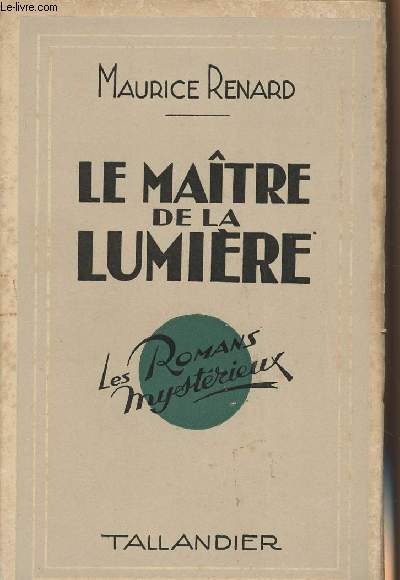 Le-livre.com
MAURICE RENARD
LE MAÎTRE
DE LA
LUMIÈRE
Les ROMANS
mystérieux
TALLANDIER